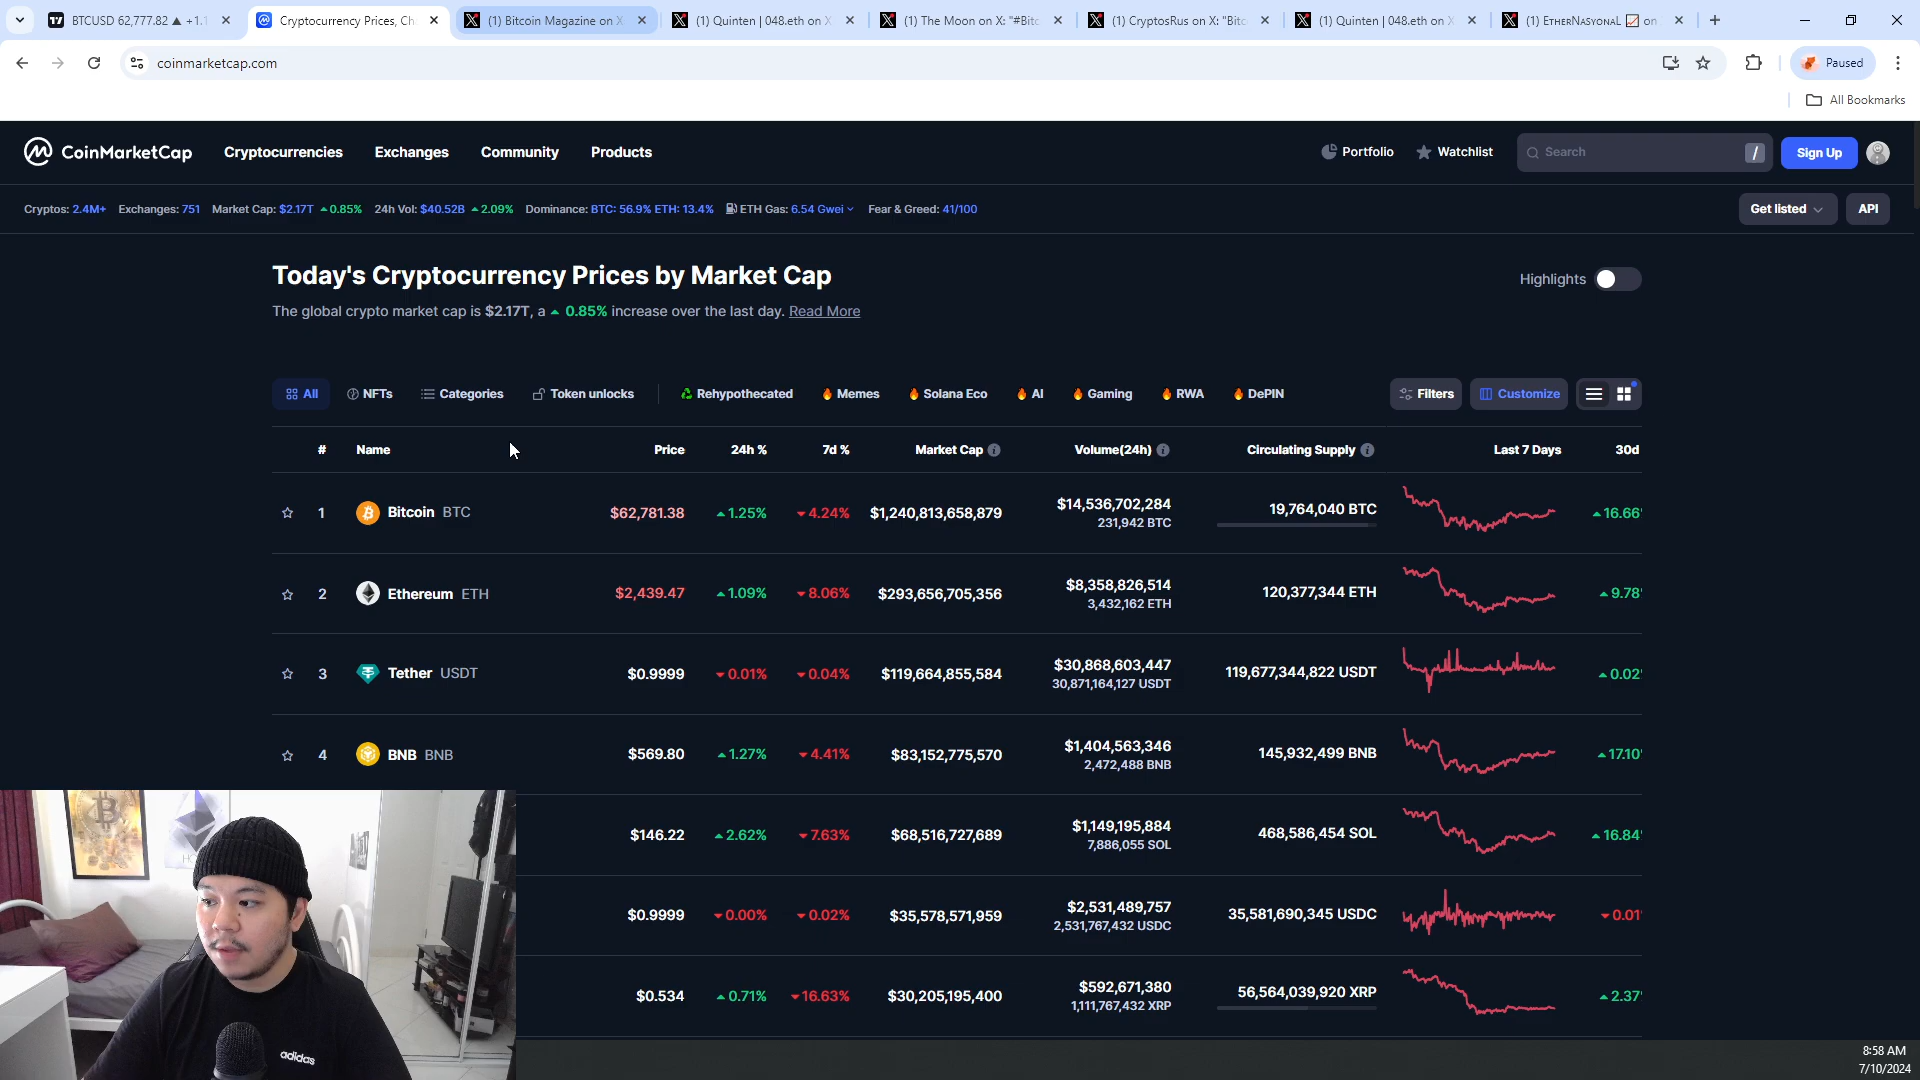 BTCUSD 62,777.82 ▲ +1.1
Cryptocurrency Prices, Ch
(1) Bitcoin Magazine on X
(1) Quinten | 048.eth on X
(1) The Moon on X: "#Bitc
(1) CryptosRus on X: "Bitc
(1) Quinten | 048.eth on X
(1) EtherNasyonaL 📈 on
coinmarketcap.com
Paused
All Bookmarks
CoinMarketCap
Cryptocurrencies Exchanges Community Products
Portfolio Watchlist Search / Sign Up
Cryptos: 2.4M+ Exchanges: 751 Market Cap: $2.17T ▲ 0.85% 24h Vol: $40.52B ▲ 2.09% Dominance: BTC: 56.9% ETH: 13.4% ETH Gas: 6.54 Gwei Fear & Greed: 41/100
Get listed API
Today's Cryptocurrency Prices by Market Cap
Highlights
The global crypto market cap is $2.17T, a ▲ 0.85% increase over the last day. Read More
All NFTs Categories Token unlocks Rehypothecated Memes Solana Eco AI Gaming RWA DePIN Filters Customize
# Name Price 24h % 7d % Market Cap Volume(24h) Circulating Supply Last 7 Days 30d
1 Bitcoin BTC $62,781.38 ▲ 1.25% ▼ 4.24% $1,240,813,658,879 $14,536,702,284 19,764,040 BTC ▲ 16.66
231,942 BTC
2 Ethereum ETH $2,439.47 ▲ 1.09% ▼ 8.06% $293,656,705,356 $8,358,826,514 120,377,344 ETH ▲ 9.78
3,432,162 ETH
3 Tether USDT $0.9999 ▼ 0.01% ▼ 0.04% $119,664,855,584 $30,868,603,447 119,677,344,822 USDT ▲ 0.02
30,871,164,127 USDT
4 BNB BNB $569.80 ▲ 1.27% ▼ 4.41% $83,152,775,570 $1,404,563,346 145,932,499 BNB ▲ 17.10
2,472,488 BNB
$146.22 ▲ 2.62% ▼ 7.63% $68,516,727,689 $1,149,195,884 468,586,454 SOL ▲ 16.84
7,886,055 SOL
$0.9999 ▼ 0.00% ▼ 0.02% $35,578,571,959 $2,531,489,757 35,581,690,345 USDC ▼ 0.01
2,531,767,432 USDC
$0.534 ▲ 0.71% ▼ 16.63% $30,205,195,400 $592,671,380 56,564,039,920 XRP ▲ 2.37
1,111,767,432 XRP
adidas
8:58 AM
7/10/2024